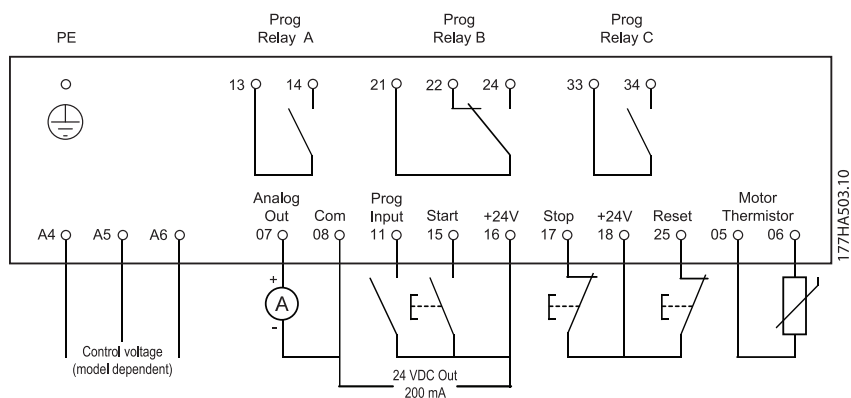 PE
Prog
Relay A
Prog
Relay B
Prog
Relay C
13 14 21 22 24 33 34
Analog
Out
07
Com
08
Prog
Input
11
Start
15
+24V
16
Stop
17
+24V
18
Reset
25
Motor
Thermistor
05 06
A4 A5 A6
+
A
-
Control voltage
(model dependent)
24 VDC Out
200 mA
177HA503.10